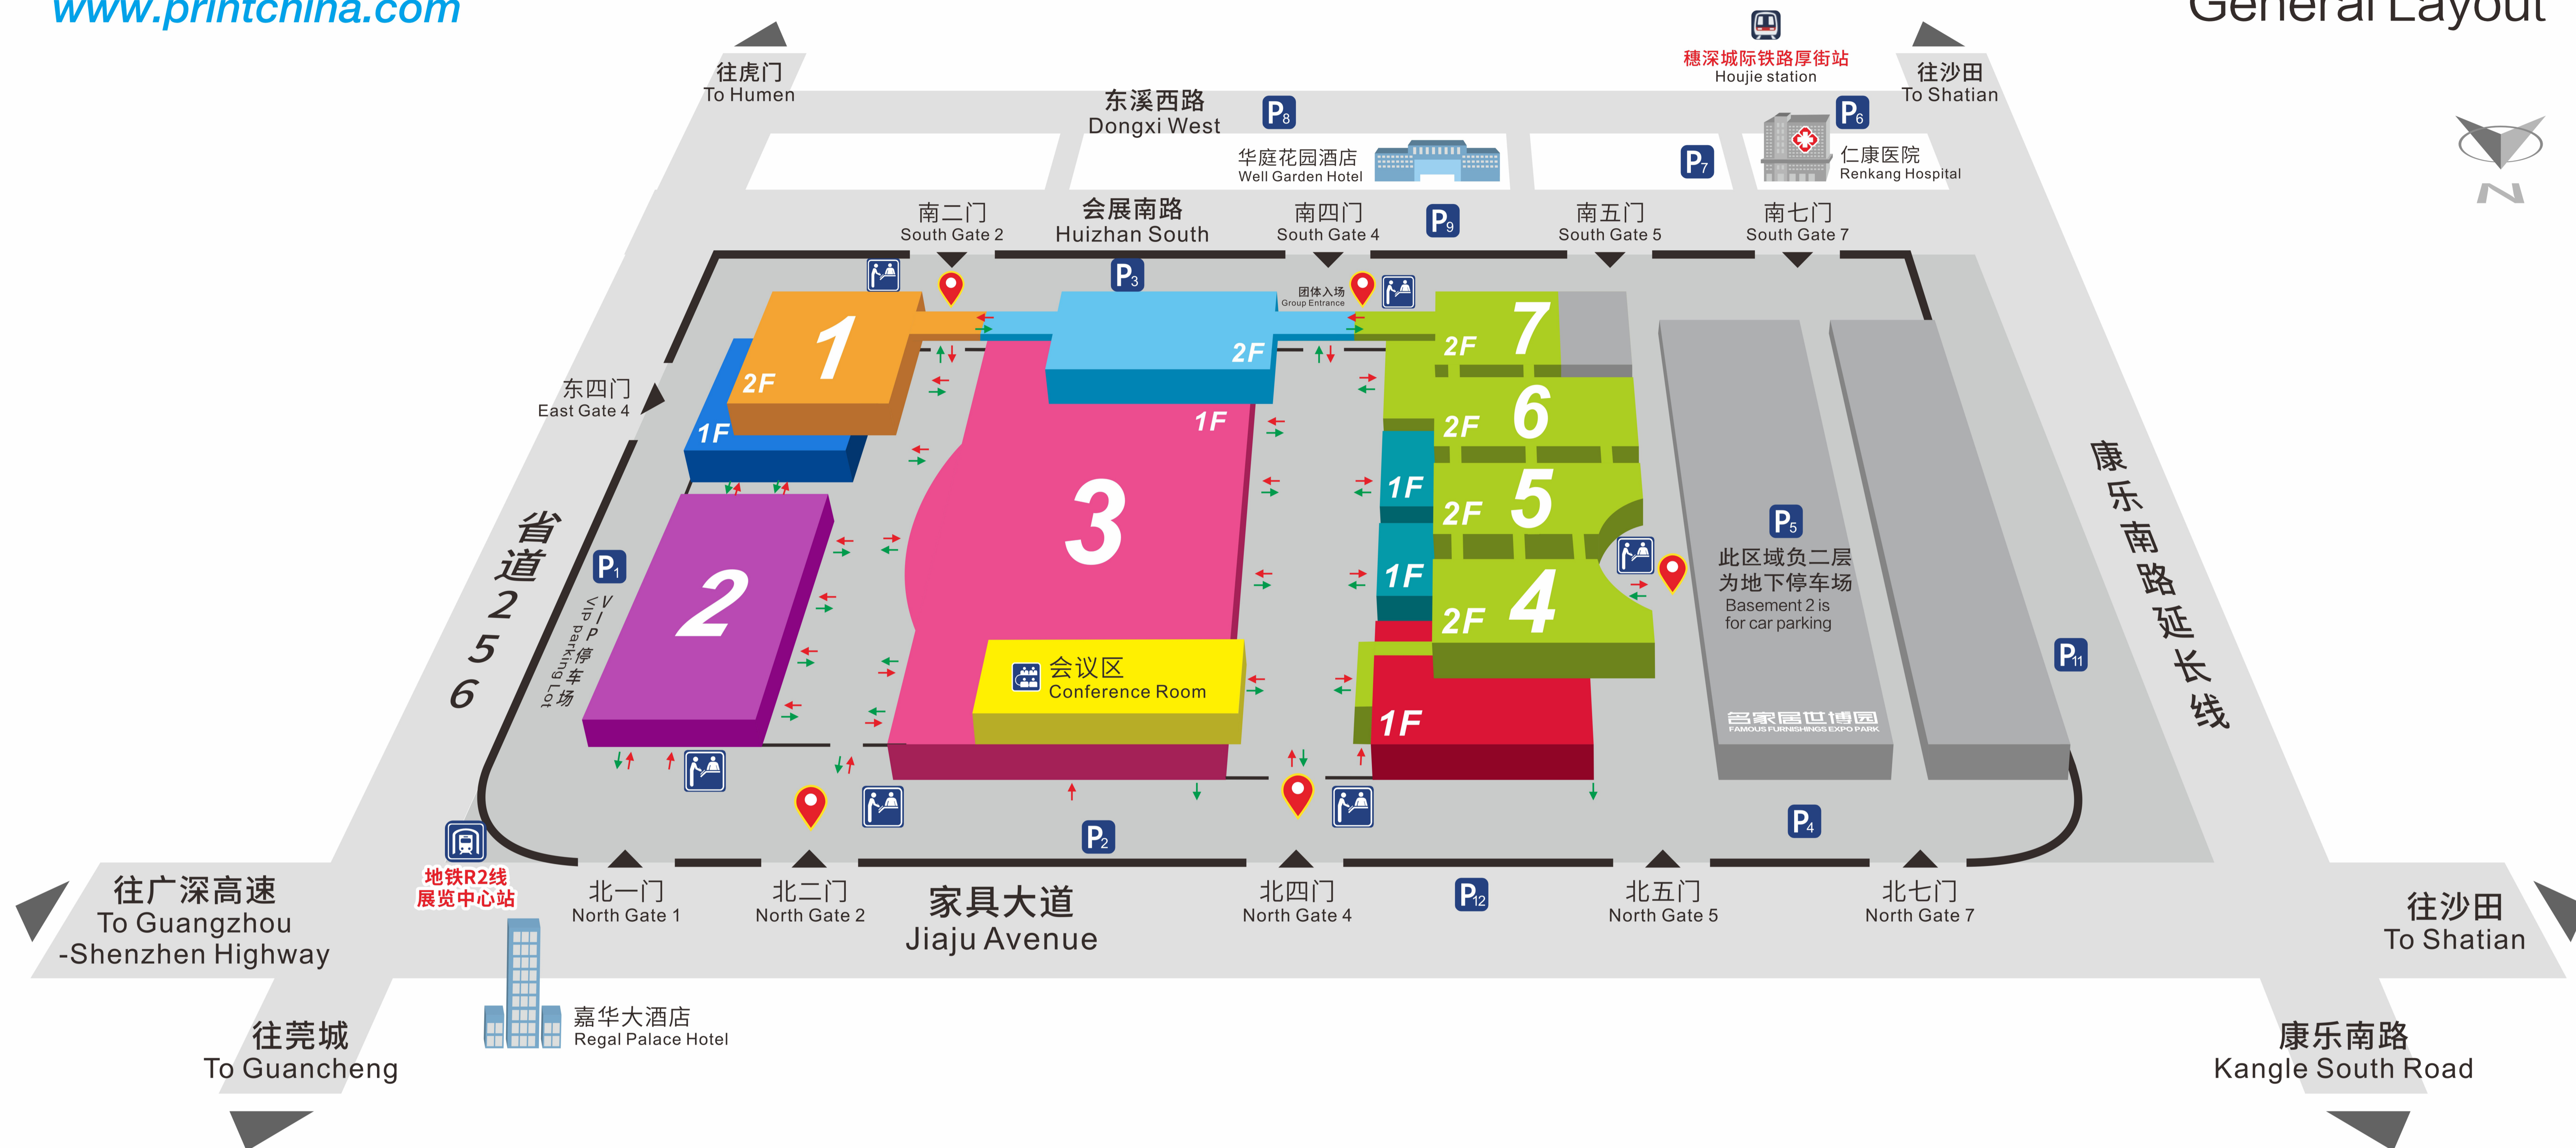 www.printchina.com
General Layout
穗深城际铁路厚街站
Houjie station
往虎门
To Humen
往沙田
To Shatian
东溪西路
Dongxi West
P8
P6
华庭花园酒店
Well Garden Hotel
P7
仁康医院
Renkang Hospital
N
南二门
South Gate 2
会展南路
Huizhan South
南四门
South Gate 4
P9
南五门
South Gate 5
南七门
South Gate 7
P3
团体入场
Group Entrance
1
2F
1F
2F
1F
7
2F
6
2F
5
2F
4
2F
1F
1F
1F
东四门
East Gate 4
3
2
P1
VIP停车场
VIP parking Lot
省道256
会议区
Conference Room
P5
此区域负二层
为地下停车场
Basement 2 is
for car parking
名家居世博园
FAMOUS FURNISHINGS EXPO PARK
P11
康乐南路延长线
P2
P4
地铁R2线
展览中心站
北一门
North Gate 1
北二门
North Gate 2
家具大道
Jiaju Avenue
北四门
North Gate 4
P12
北五门
North Gate 5
北七门
North Gate 7
往广深高速
To Guangzhou
-Shenzhen Highway
往沙田
To Shatian
嘉华大酒店
Regal Palace Hotel
往莞城
To Guancheng
康乐南路
Kangle South Road